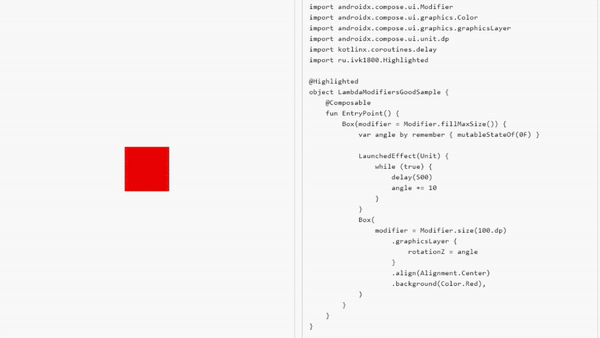 import androidx.compose.ui.Modifier
import androidx.compose.ui.graphics.Color
import androidx.compose.ui.graphics.graphicsLayer
import androidx.compose.ui.unit.dp
import kotlinx.coroutines.delay
import ru.ivk1800.Highlighted

@Highlighted
object LambdaModifiersGoodSample {
    @Composable
    fun EntryPoint() {
        Box(modifier = Modifier.fillMaxSize()) {
            var angle by remember { mutableStateOf(0F) }

            LaunchedEffect(Unit) {
                while (true) {
                    delay(500)
                    angle += 10
                }
            }
            Box(
                modifier = Modifier.size(100.dp)
                    .graphicsLayer {
                        rotationZ = angle
                    }
                    .align(Alignment.Center)
                    .background(Color.Red),
            )
        }
    }
}